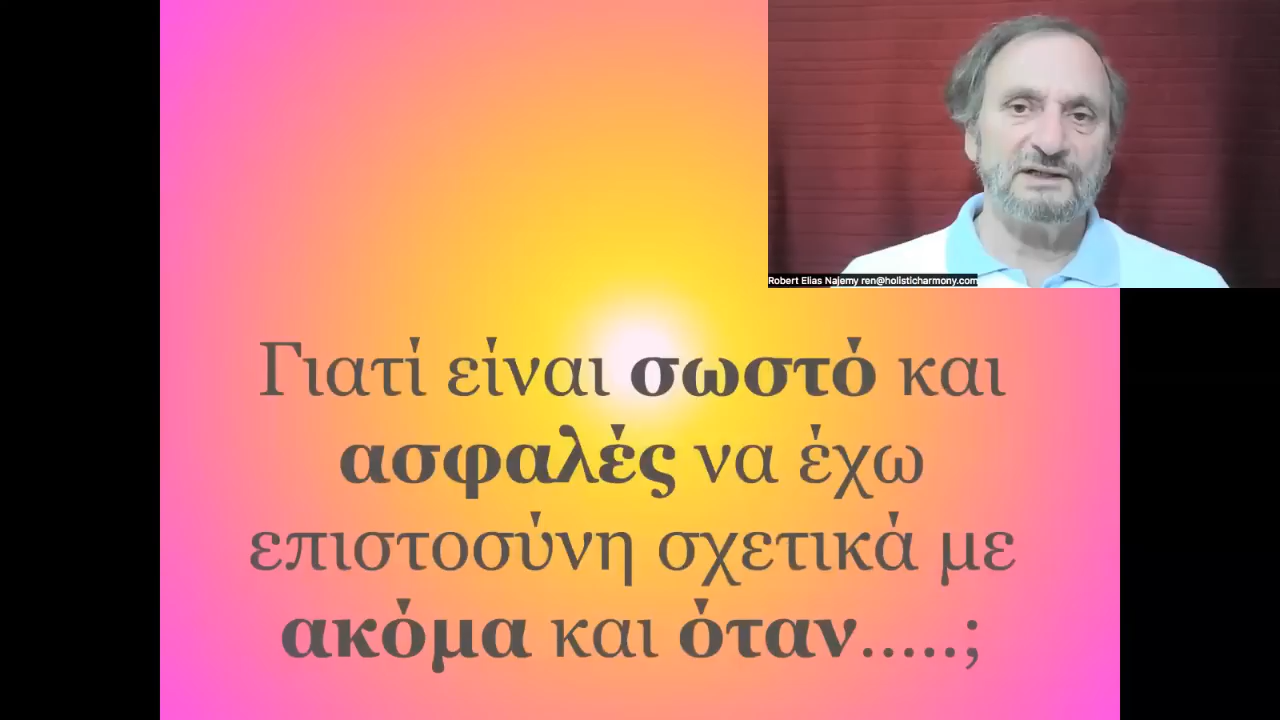 Robert Elias Najemy ren@holisticharmony.com
Γιατί είναι σωστό και
ασφαλές να έχω
επιστοσύνη σχετικά με
ακόμα και όταν.....;